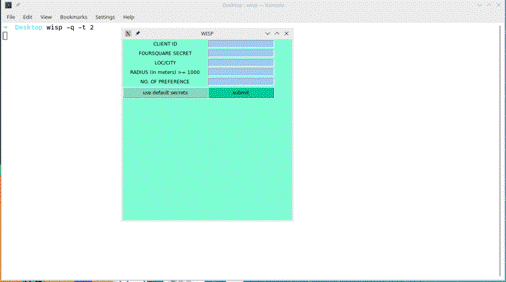 Desktop : wisp — Konsole
File Edit View Bookmarks Settings Help
Desktop wisp -q -t 2
WISP
CLIENT ID
FOURSQUARE SECRET
LOC/CITY
RADIUS (in meters) >= 1000
NO. OF PREFERENCE
use default secrets submit